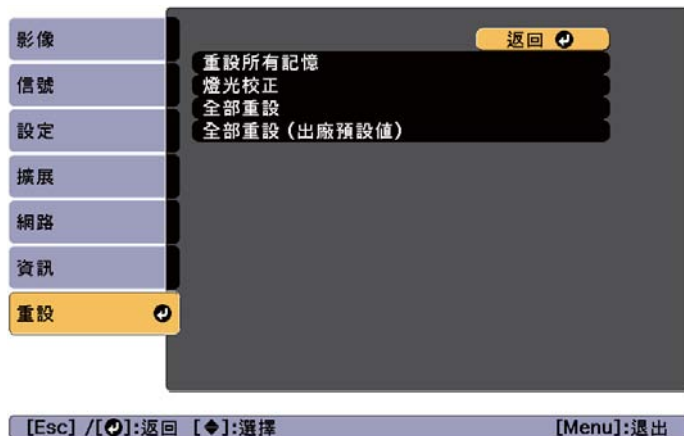 影像
信號
設定
擴展
網路
資訊
重設
返回
重設所有記憶
燈光校正
全部重設
全部重設 (出廠預設值)
[Esc] /[]:返回 []:選擇 [Menu]:退出